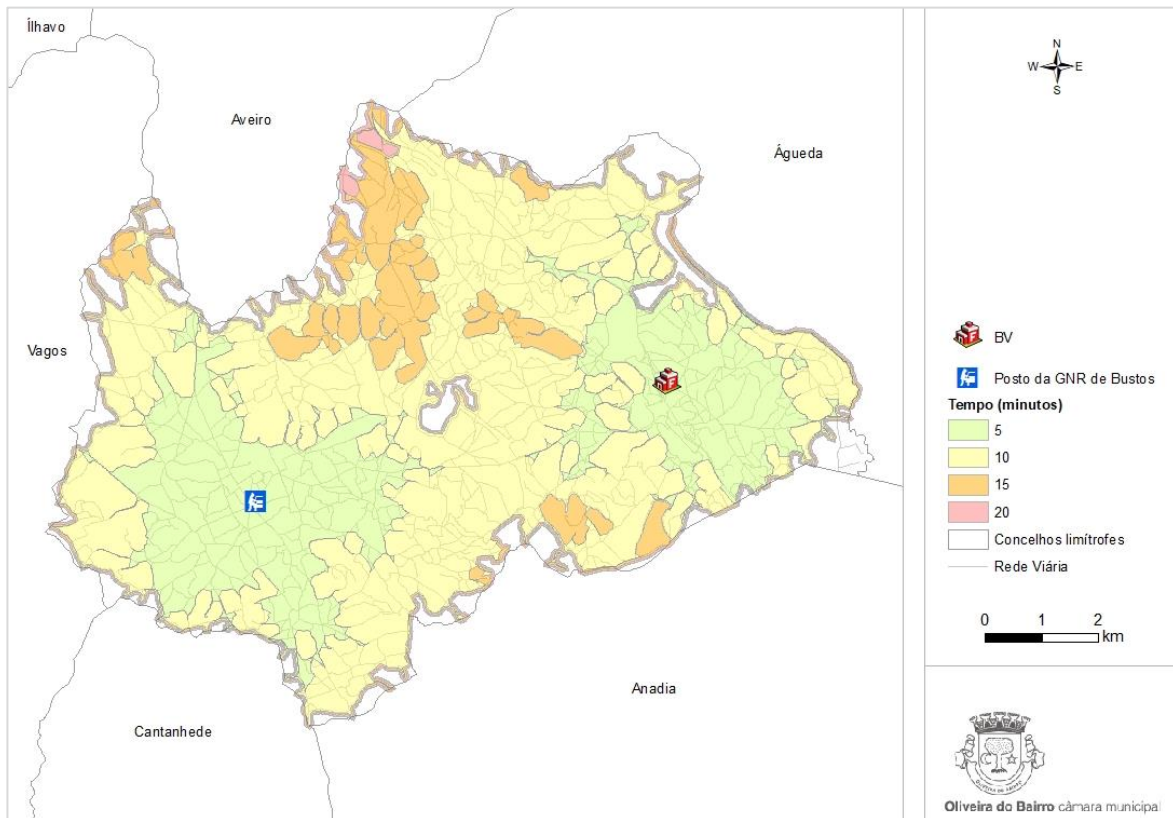 Ílhavo
Aveiro
Águeda
Vagos
Cantanhede
Anadia
N
W E
S
BV
Posto da GNR de Bustos
Tempo (minutos)
5
10
15
20
Concelhos limítrofes
Rede Viária
0 1 2
km
Oliveira do Bairro câmara municipal